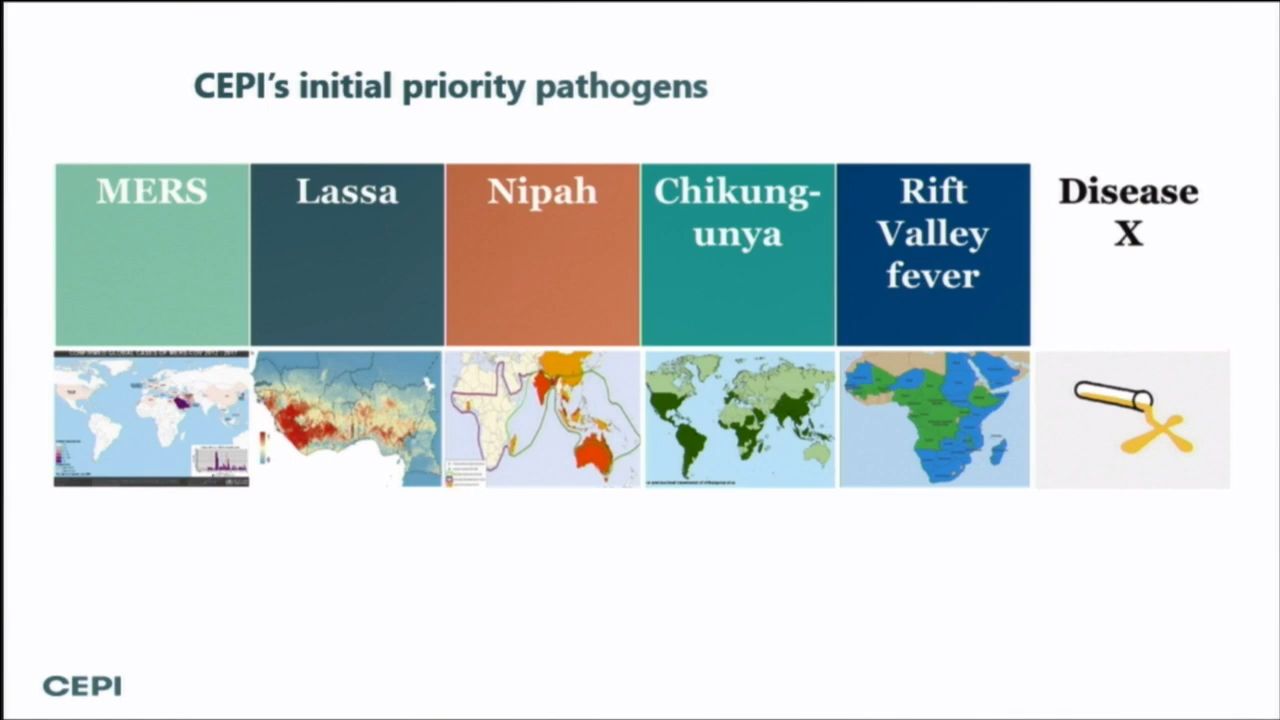 CEPI's initial priority pathogens
MERS
Lassa
Nipah
Chikung-
unya
Rift
Valley
fever
Disease
X
CEPI